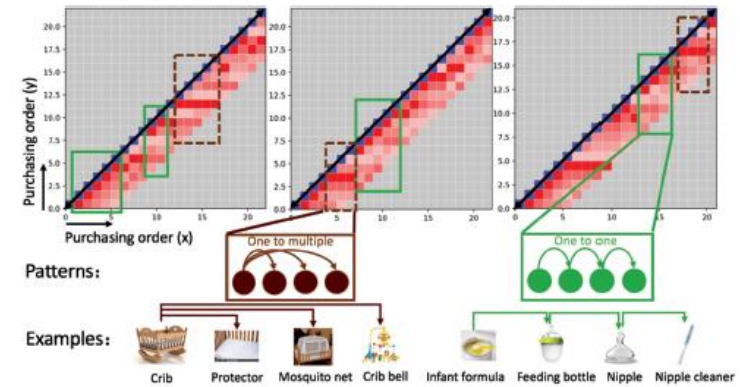 20.0
17.5
15.0
12.5
10.0
7.5
5.0
2.5
0.0
0 5 10 15 20
Purchasing order (y)
Purchasing order (x)
20.0
17.5
15.0
12.5
10.0
7.5
5.0
2.5
0.0
0 5 10 15 20
20.0
17.5
15.0
12.5
10.0
7.5
5.0
2.5
0.0
0 5 10 15 20
Patterns:
One to multiple
One to one
Examples:
Crib Protector Mosquito net Crib bell Infant formula Feeding bottle Nipple Nipple cleaner